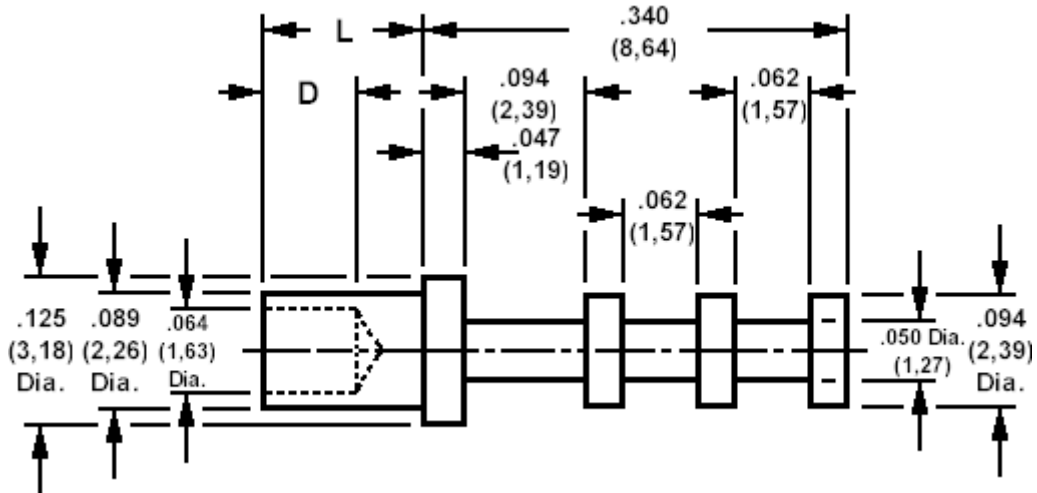 L
.340
(8,64)
D
.094
(2,39)
.062
(1,57)
.047
(1,19)
.062
(1,57)
.125
(3,18)
Dia.
.089
(2,26)
Dia.
.064
(1,63)
Dia.
.050 Dia.
(1,27)
.094
(2,39)
Dia.